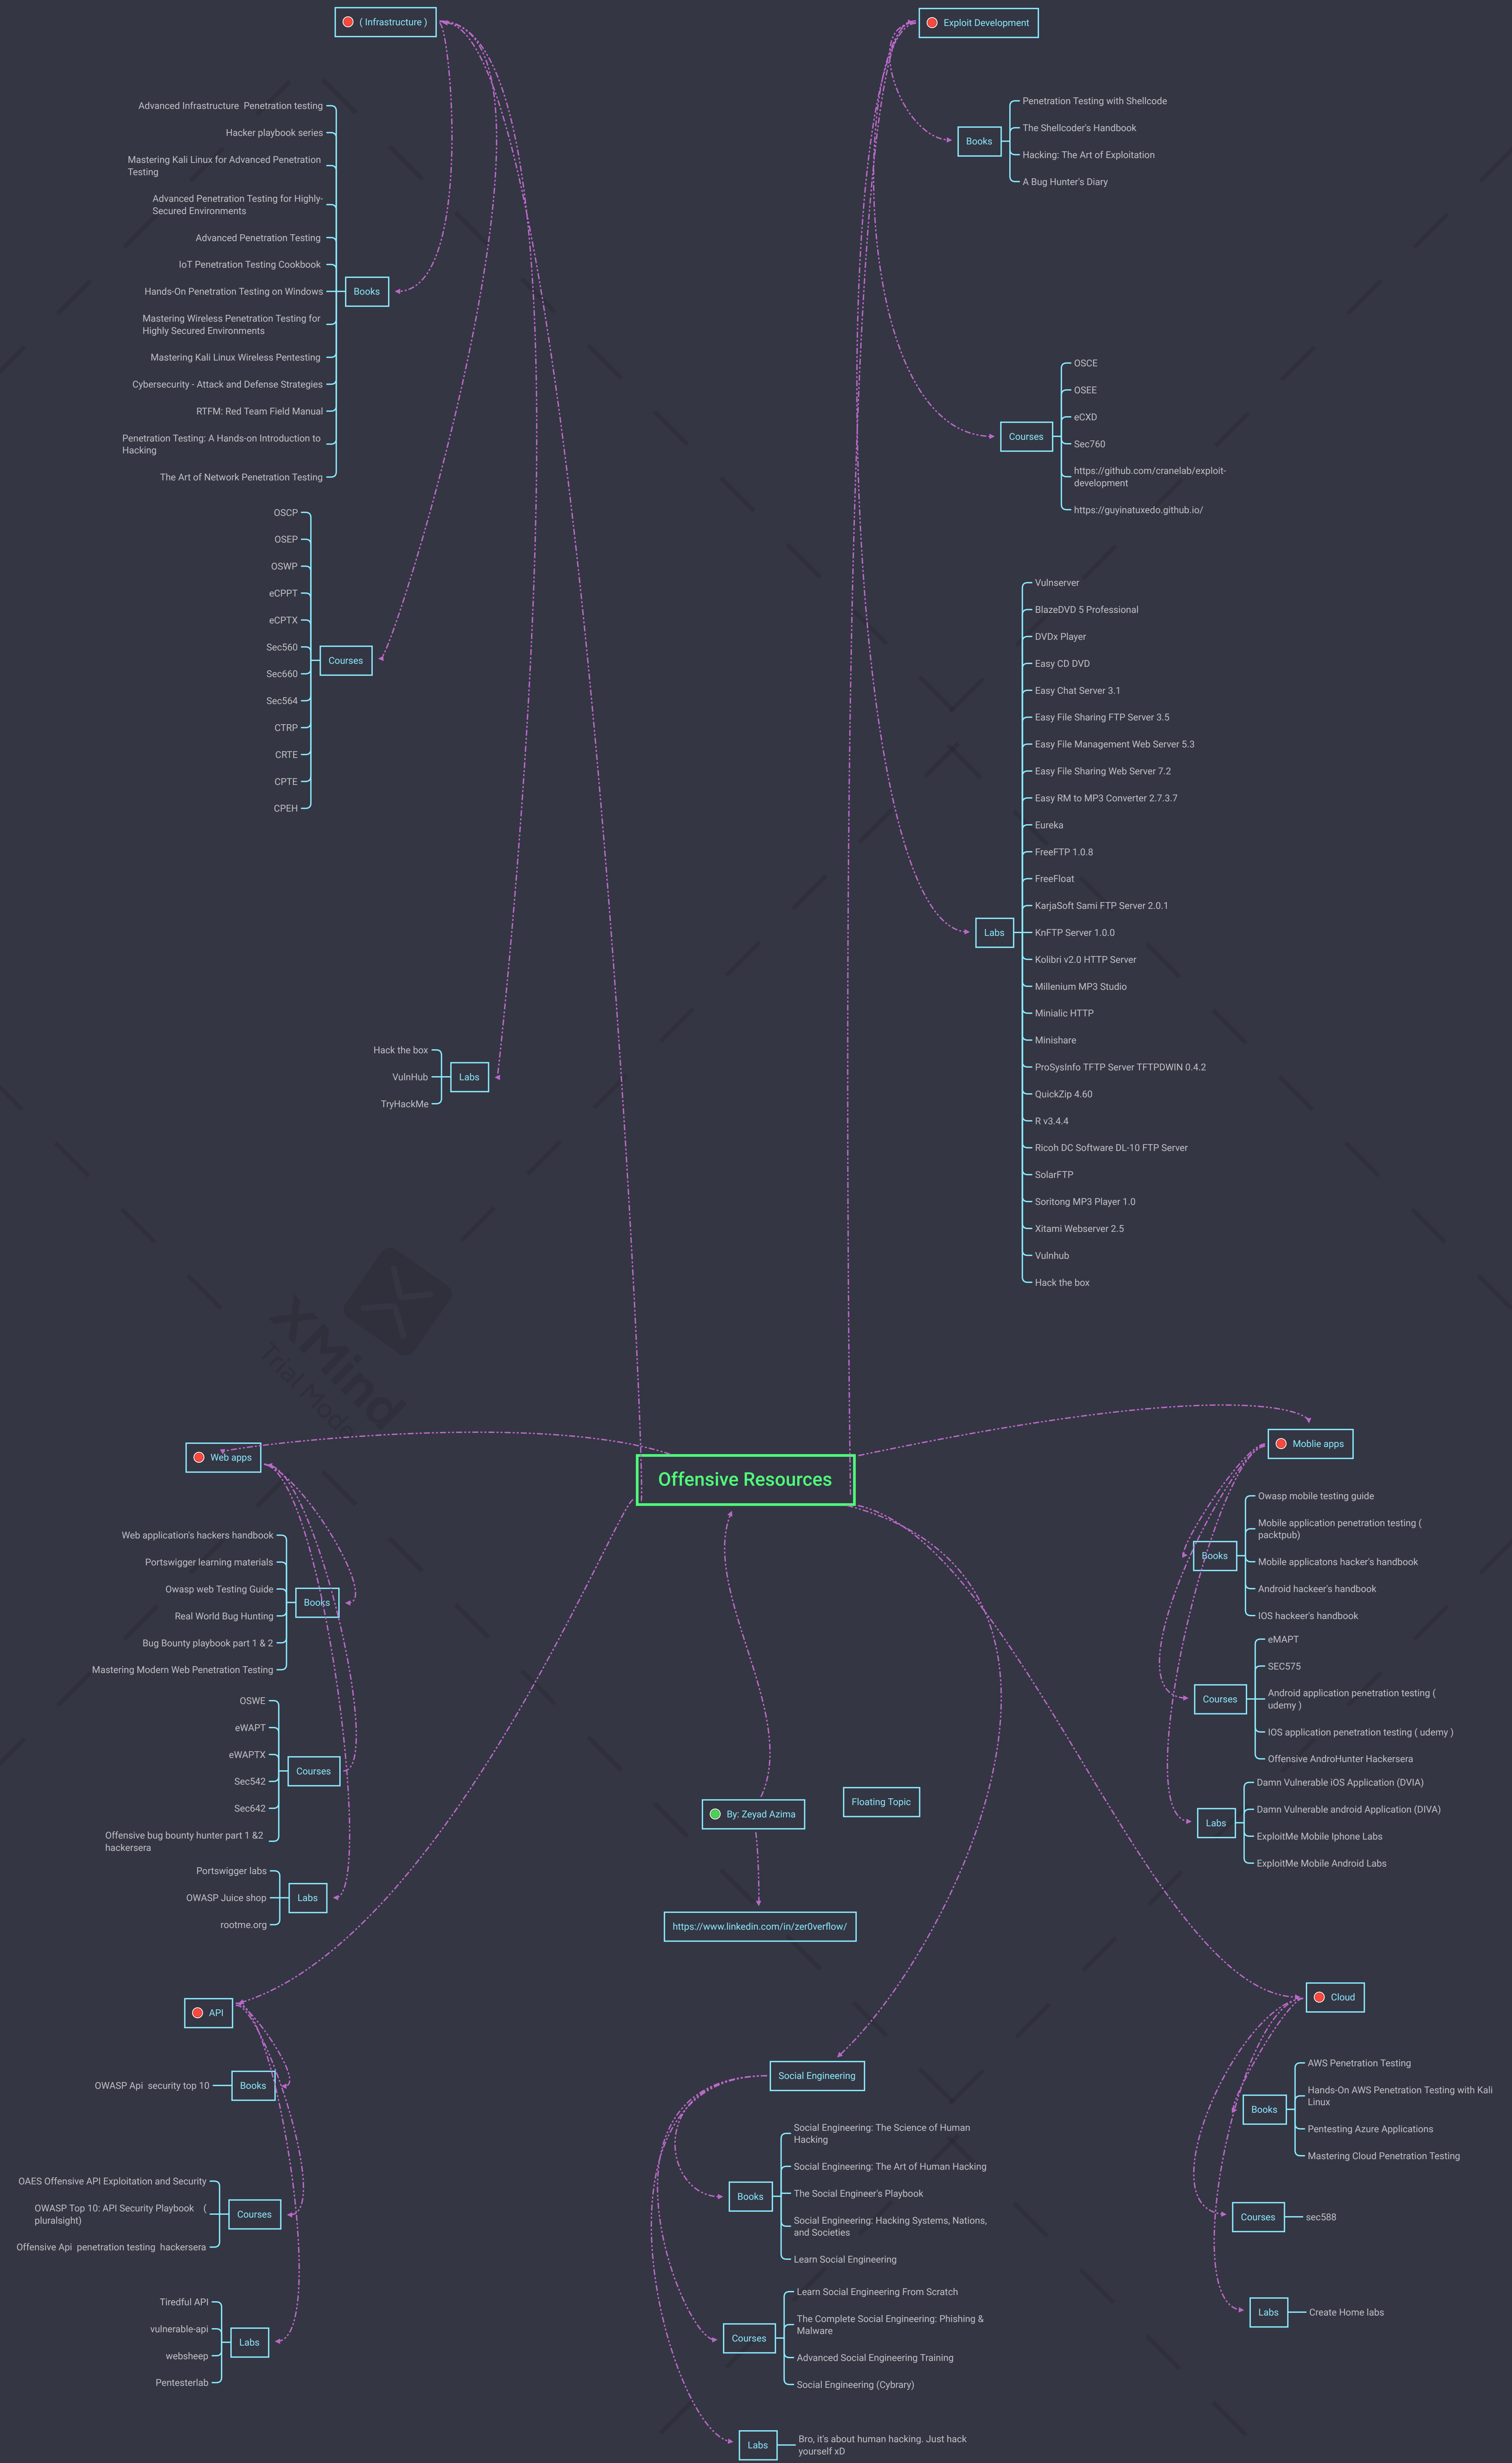 ( Infrastructure )
Advanced Infrastructure  Penetration testing
Hacker playbook series
Mastering Kali Linux for Advanced Penetration
Testing
Advanced Penetration Testing for Highly-
Secured Environments
Advanced Penetration Testing
IoT Penetration Testing Cookbook
Hands-On Penetration Testing on Windows
Books
Mastering Wireless Penetration Testing for
Highly Secured Environments
Mastering Kali Linux Wireless Pentesting
Cybersecurity - Attack and Defense Strategies
RTFM: Red Team Field Manual
Penetration Testing: A Hands-on Introduction to
Hacking
The Art of Network Penetration Testing
OSCP
OSEP
OSWP
eCPPT
eCPTX
Sec560
Courses
Sec660
Sec564
CTRP
CRTE
CPTE
CPEH
Hack the box
VulnHub
Labs
TryHackMe
Exploit Development
Penetration Testing with Shellcode
The Shellcoder's Handbook
Books
Hacking: The Art of Exploitation
A Bug Hunter's Diary
OSCE
OSEE
eCXD
Courses
Sec760
https://github.com/cranelab/exploit-
development
https://guyinatuxedo.github.io/
Vulnserver
BlazeDVD 5 Professional
DVDx Player
Easy CD DVD
Easy Chat Server 3.1
Easy File Sharing FTP Server 3.5
Easy File Management Web Server 5.3
Easy File Sharing Web Server 7.2
Easy RM to MP3 Converter 2.7.3.7
Eureka
FreeFTP 1.0.8
FreeFloat
KarjaSoft Sami FTP Server 2.0.1
Labs
KnFTP Server 1.0.0
Kolibri v2.0 HTTP Server
Millenium MP3 Studio
Minialic HTTP
Minishare
ProSysInfo TFTP Server TFTPDWIN 0.4.2
QuickZip 4.60
R v3.4.4
Ricoh DC Software DL-10 FTP Server
SolarFTP
Soritong MP3 Player 1.0
Xitami Webserver 2.5
Vulnhub
Hack the box
XMind
Trial Mode
Offensive Resources
Web apps
Web application's hackers handbook
Portswigger learning materials
Owasp web Testing Guide
Books
Real World Bug Hunting
Bug Bounty playbook part 1 & 2
Mastering Modern Web Penetration Testing
OSWE
eWAPT
eWAPTX
Courses
Sec542
Sec642
Offensive bug bounty hunter part 1 &2
hackersera
Portswigger labs
OWASP Juice shop
Labs
rootme.org
Moblie apps
Owasp mobile testing guide
Mobile application penetration testing (
packtpub)
Books
Mobile applicatons hacker's handbook
Android hackeer's handbook
IOS hackeer's handbook
eMAPT
SEC575
Courses
Android application penetration testing (
udemy )
IOS application penetration testing ( udemy )
Offensive AndroHunter Hackersera
Damn Vulnerable iOS Application (DVIA)
Damn Vulnerable android Application (DIVA)
Labs
ExploitMe Mobile Iphone Labs
ExploitMe Mobile Android Labs
By: Zeyad Azima
Floating Topic
https://www.linkedin.com/in/zer0verflow/
API
OWASP Api  security top 10
Books
OAES Offensive API Exploitation and Security
OWASP Top 10: API Security Playbook   (
pluralsight)
Courses
Offensive Api  penetration testing  hackersera
Tiredful API
vulnerable-api
Labs
websheep
Pentesterlab
Social Engineering
Social Engineering: The Science of Human
Hacking
Social Engineering: The Art of Human Hacking
Books
The Social Engineer's Playbook
Social Engineering: Hacking Systems, Nations,
and Societies
Learn Social Engineering
Learn Social Engineering From Scratch
The Complete Social Engineering: Phishing &
Malware
Courses
Advanced Social Engineering Training
Social Engineering (Cybrary)
Labs
Bro, it's about human hacking. Just hack
yourself xD
Cloud
AWS Penetration Testing
Hands-On AWS Penetration Testing with Kali
Linux
Books
Pentesting Azure Applications
Mastering Cloud Penetration Testing
Courses
sec588
Labs
Create Home labs